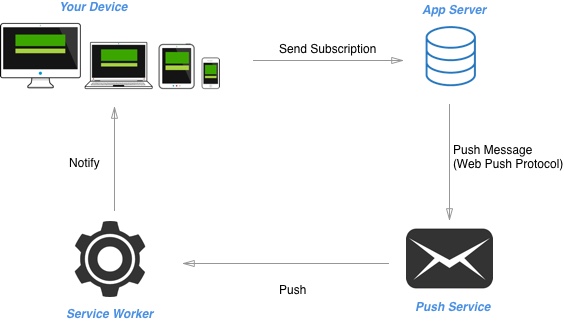 Your Device
App Server
Send Subscription
Push Message
(Web Push Protocol)
Notify
Push
Service Worker
Push Service